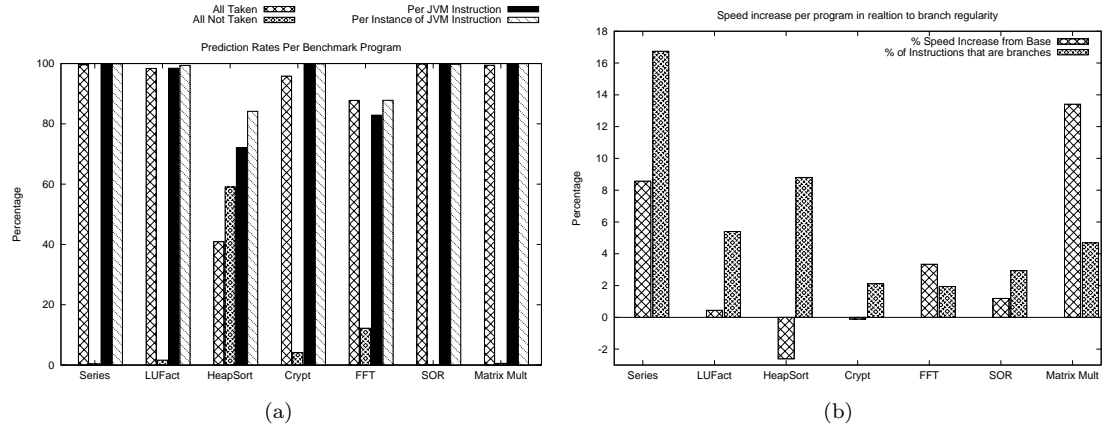 All Taken
All Not Taken
Per JVM Instruction
Per Instance of JVM Instruction
Prediction Rates Per Benchmark Program
100
80
60
40
20
0
Percentage
Series LUFact HeapSort Crypt FFT SOR Matrix Mult
(a)
Speed increase per program in realtion to branch regularity
% Speed Increase from Base
% of Instructions that are branches
18
16
14
12
10
8
6
4
2
0
-2
Percentage
Series LUFact HeapSort Crypt FFT SOR Matrix Mult
(b)